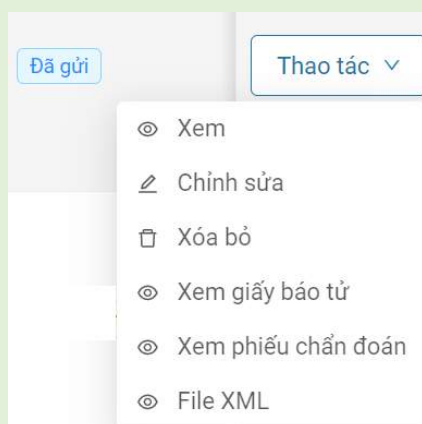 Đã gửi
Thao tác
Xem
Chỉnh sửa
Xóa bỏ
Xem giấy báo tử
Xem phiếu chẩn đoán
File XML